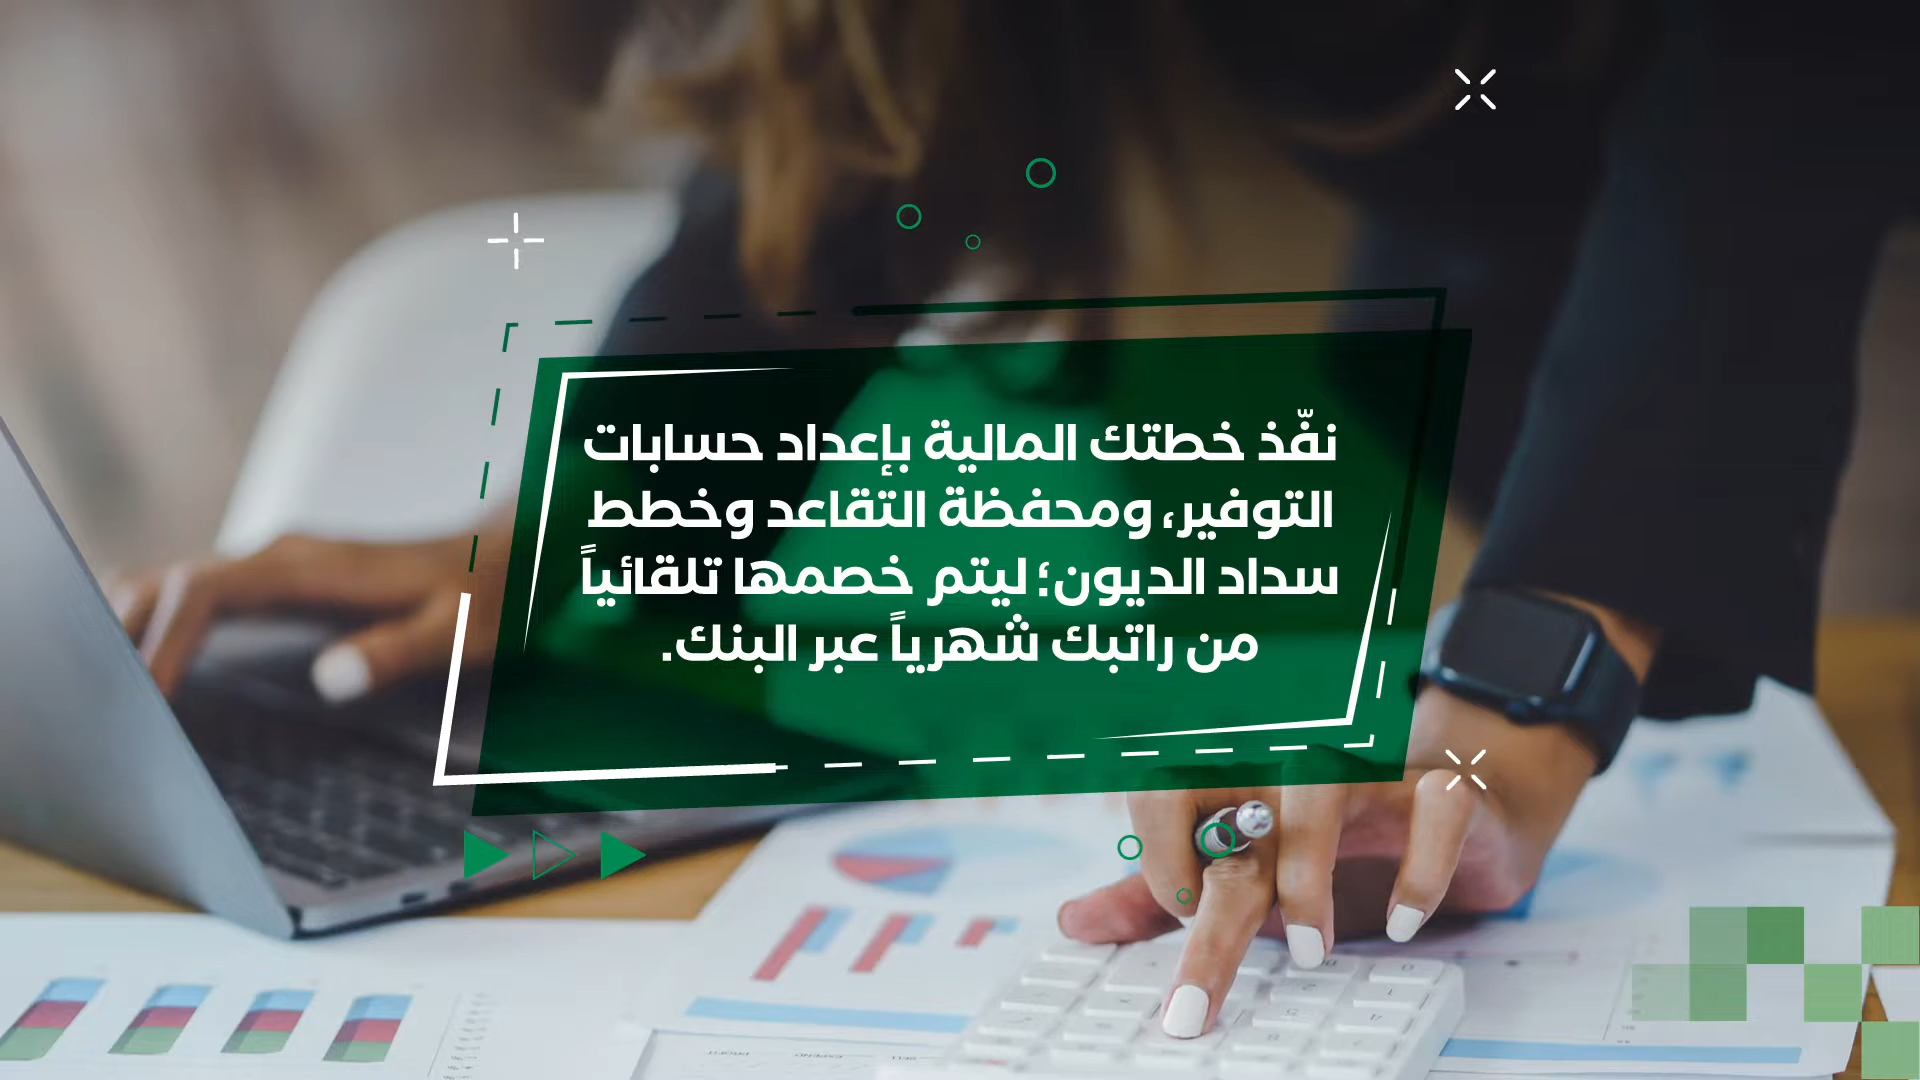 نفّذ خطتك المالية بإعداد حسابات
التوفير، ومحفظة التقاعد وخطط
سداد الديون؛ ليتم خصمها تلقائياً
من راتبك شهرياً عبر البنك.